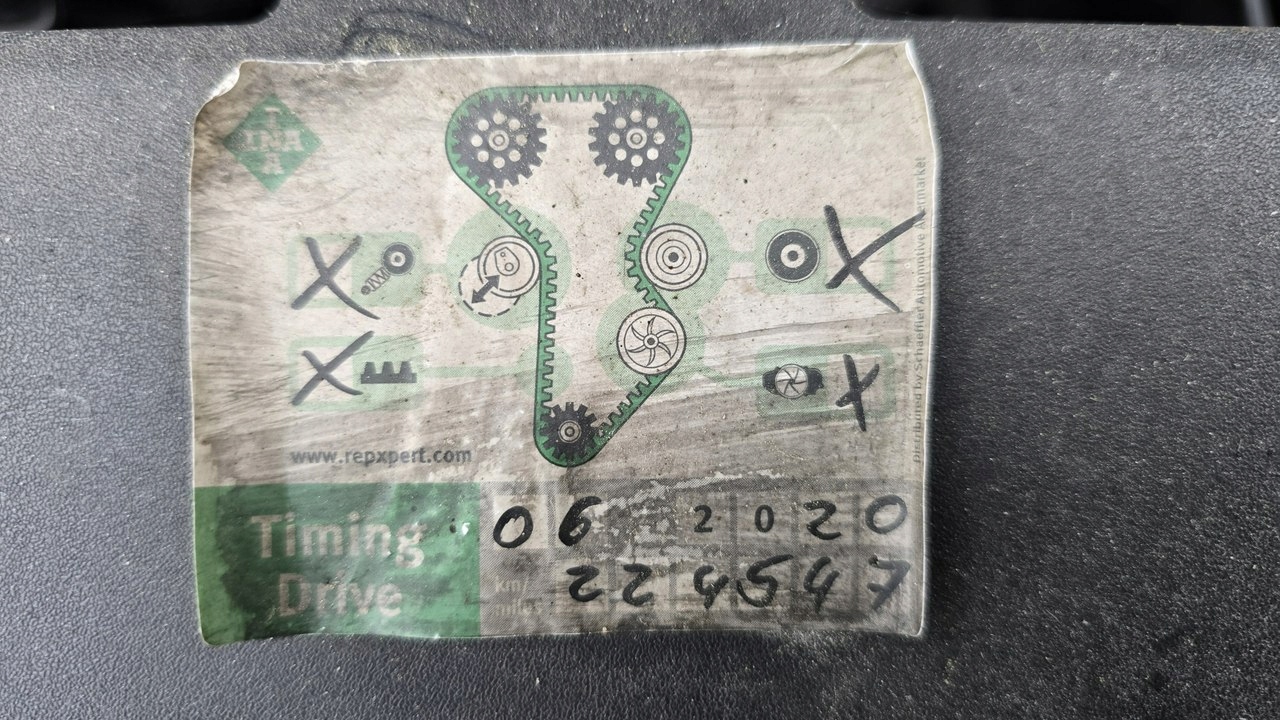 INA
X
X
X
X
Distributed by Schaeffler Automotive Aftermarket
www.repxpert.com
Timing
Drive
06 2020
km/
miles
224547